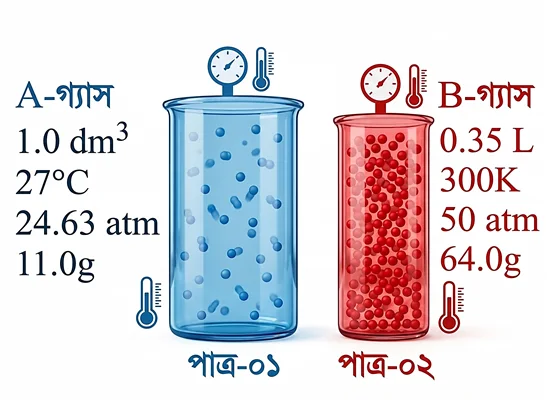 A-গ্যাস
1.0 dm³
27°C
24.63 atm
11.0g
B-গ্যাস
0.35 L
300K
50 atm
64.0g
পাত্র-০১
পাত্র-০২